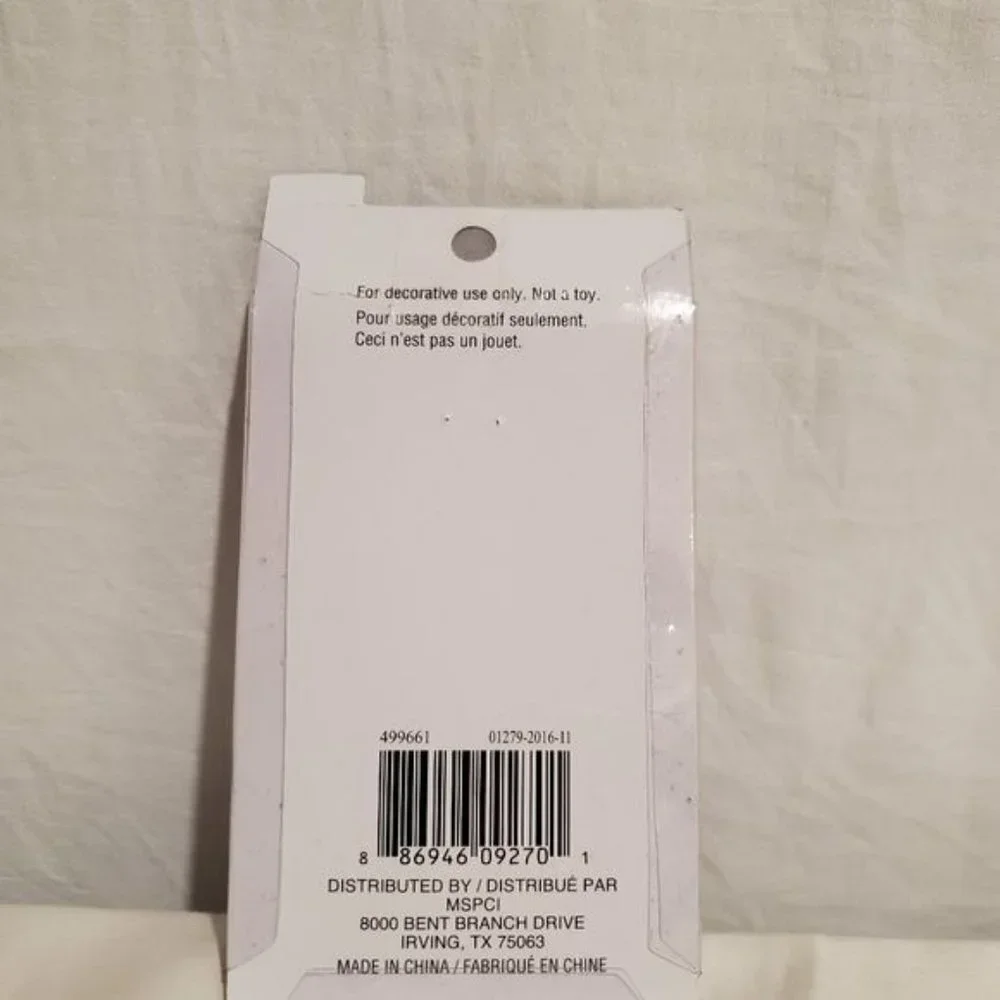 For decorative use only. Not a toy.
Pour usage décoratif seulement.
Ceci n'est pas un jouet.
499661 01279-2016-11
8 86946 09270 1
DISTRIBUTED BY / DISTRIBUÉ PAR
MSPCI
8000 BENT BRANCH DRIVE
IRVING, TX 75063
MADE IN CHINA / FABRIQUÉ EN CHINE